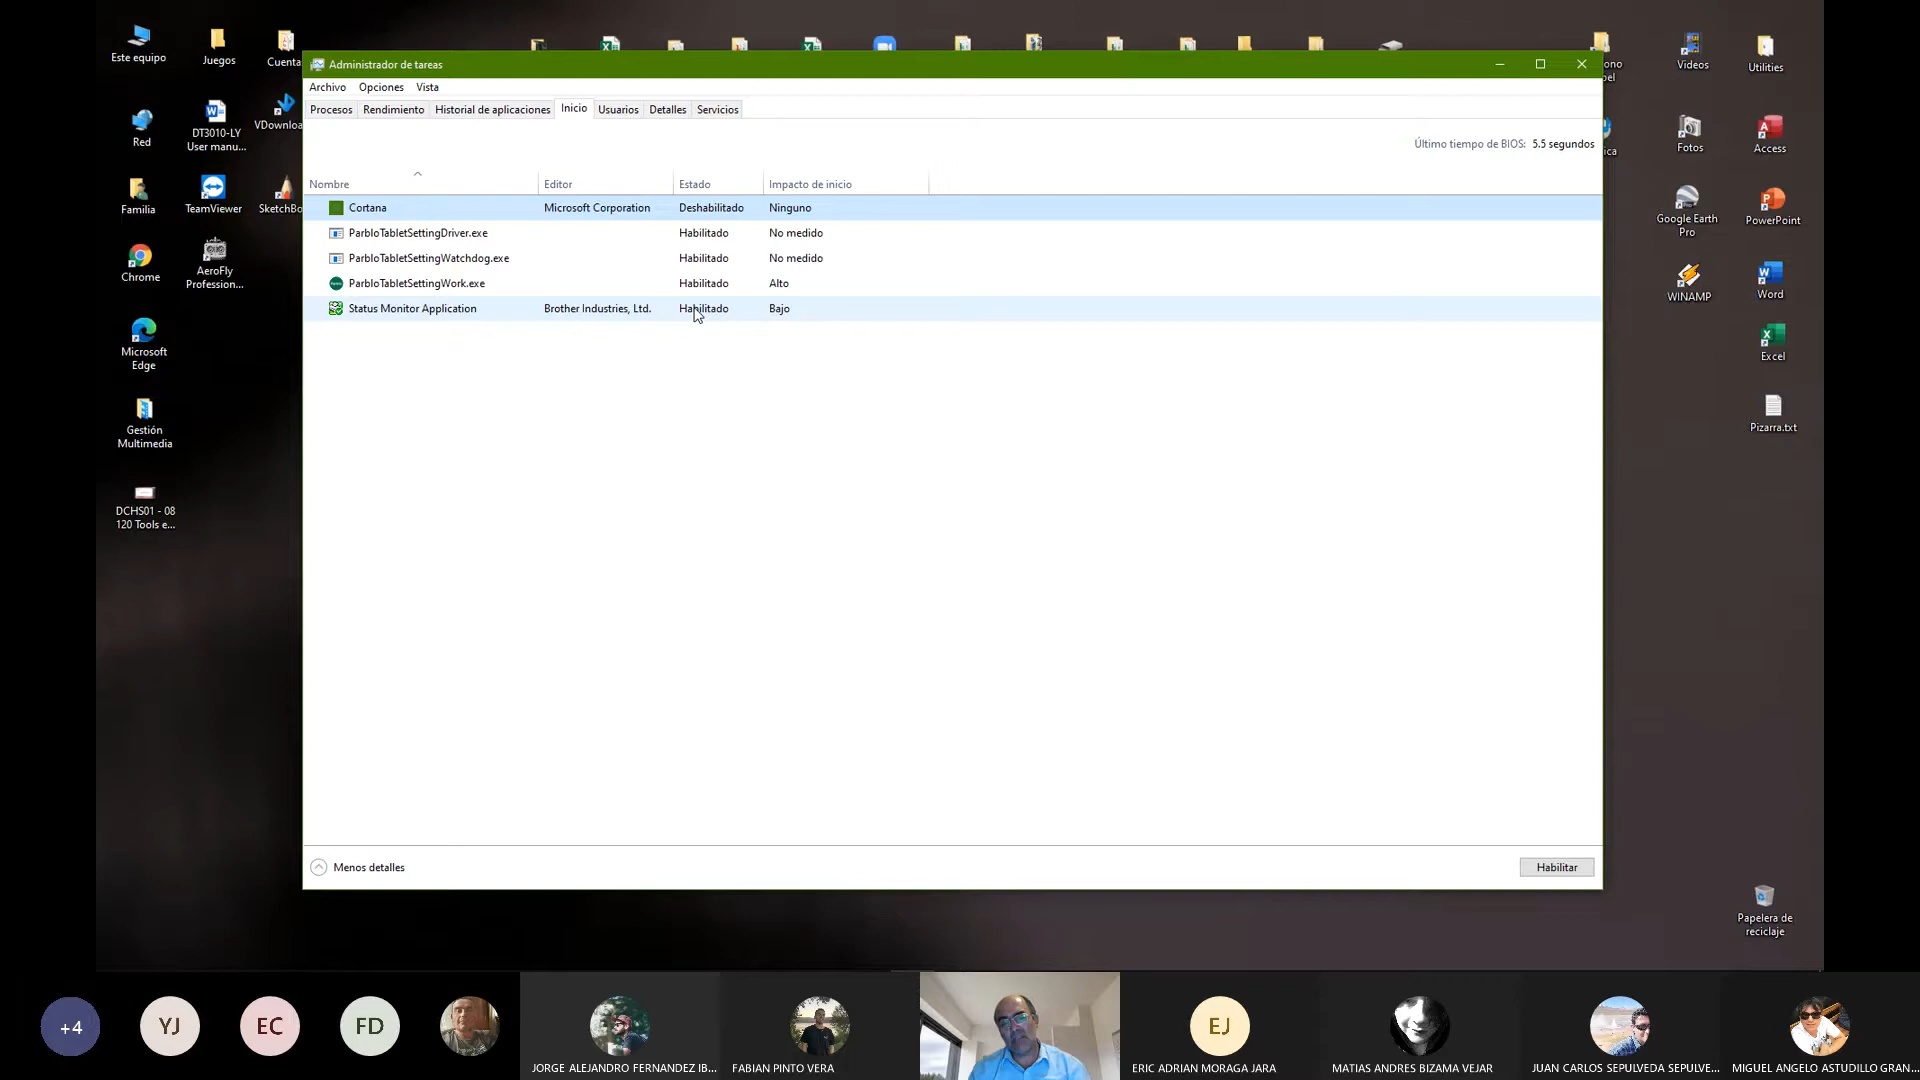 Este equipo
Juegos
Cuenta
Red
DT3010-LY
User manu...
VDownloa
Familia
TeamViewer
SketchBo
Chrome
AeroFly
Profession...
Microsoft
Edge
Gestión
Multimedia
DCHS01 - 08
120 Tools e...
Administrador de tareas
Archivo Opciones Vista
Procesos Rendimiento Historial de aplicaciones Inicio Usuarios Detalles Servicios
Último tiempo de BIOS: 5.5 segundos
Nombre Editor Estado Impacto de inicio
Cortana Microsoft Corporation Deshabilitado Ninguno
ParbloTabletSettingDriver.exe Habilitado No medido
ParbloTabletSettingWatchdog.exe Habilitado No medido
ParbloTabletSettingWork.exe Habilitado Alto
Status Monitor Application Brother Industries, Ltd. Habilitado Bajo
Menos detalles
Habilitar
ono
pel
Videos
Utilities
ica
Fotos
Access
Google Earth
Pro
PowerPoint
WINAMP
Word
Excel
Pizarra.txt
Papelera de
reciclaje
+4
YJ
EC
FD
EJ
JORGE ALEJANDRO FERNANDEZ IB...
FABIAN PINTO VERA
ERIC ADRIAN MORAGA JARA
MATIAS ANDRES BIZAMA VEJAR
JUAN CARLOS SEPULVEDA SEPULVE...
MIGUEL ANGELO ASTUDILLO GRAN...